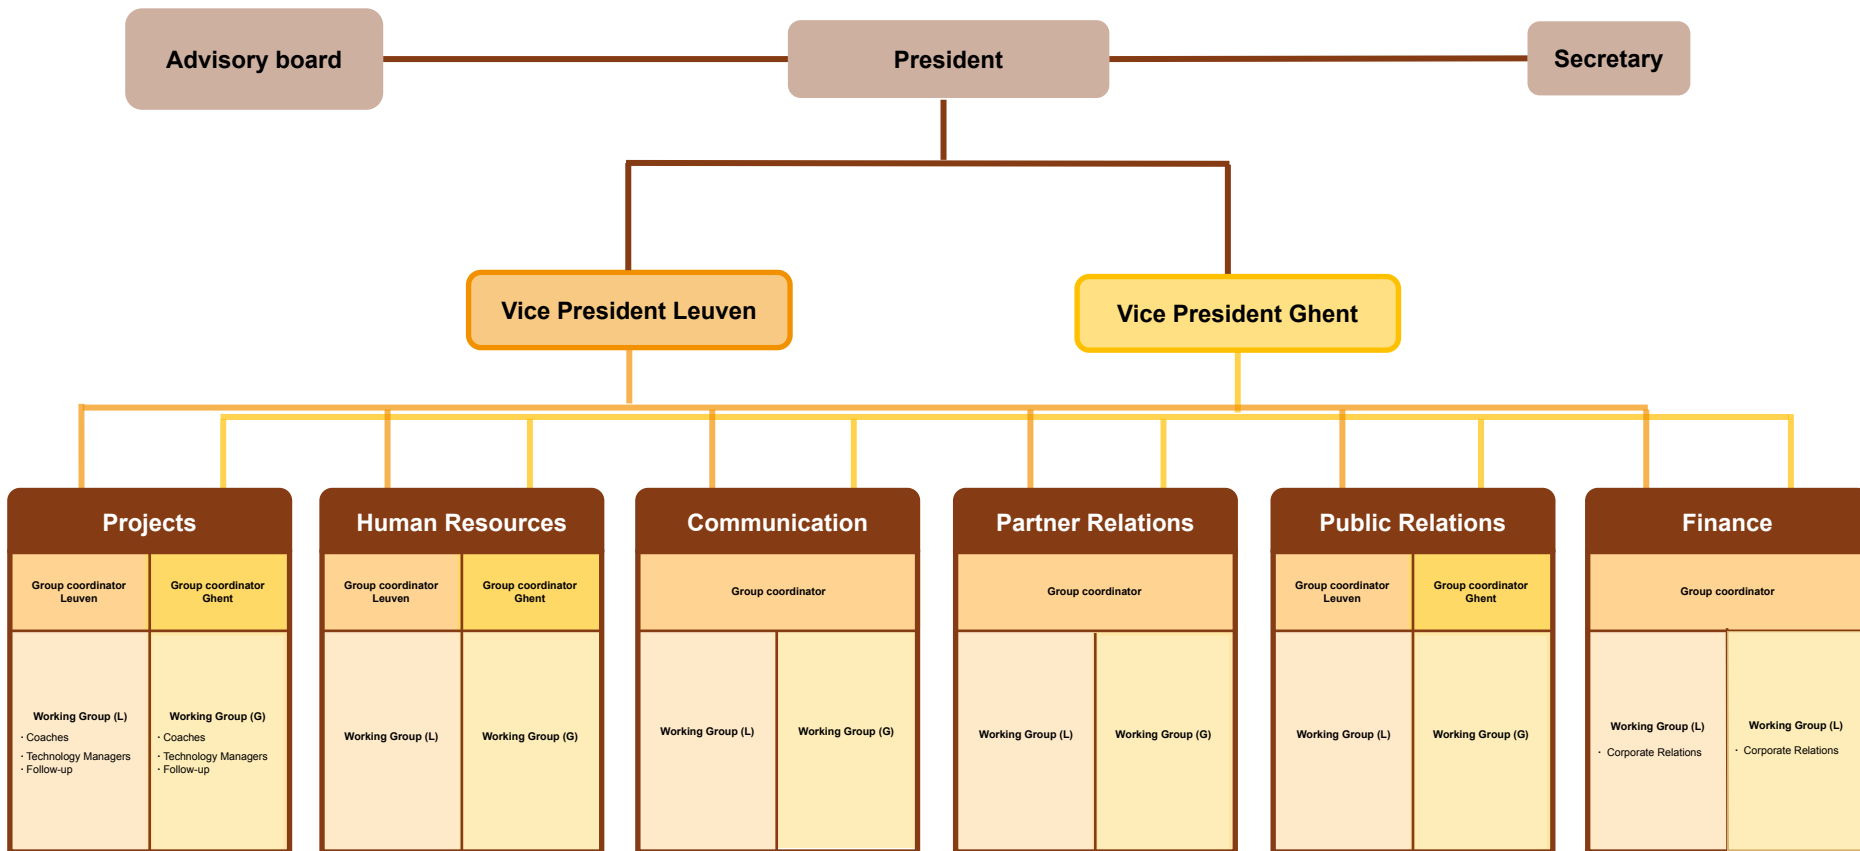 Advisory board
President
Secretary
Vice President Leuven
Vice President Ghent
Projects
Human Resources
Communication
Partner Relations
Public Relations
Finance
Group coordinator
Leuven
Group coordinator
Ghent
Group coordinator
Leuven
Group coordinator
Ghent
Group coordinator
Group coordinator
Group coordinator
Leuven
Group coordinator
Ghent
Group coordinator
Working Group (L)
· Coaches
· Technology Managers
· Follow-up
Working Group (G)
· Coaches
· Technology Managers
· Follow-up
Working Group (L)
Working Group (G)
Working Group (L)
Working Group (G)
Working Group (L)
Working Group (G)
Working Group (L)
Working Group (G)
Working Group (L)
· Corporate Relations
Working Group (L)
· Corporate Relations